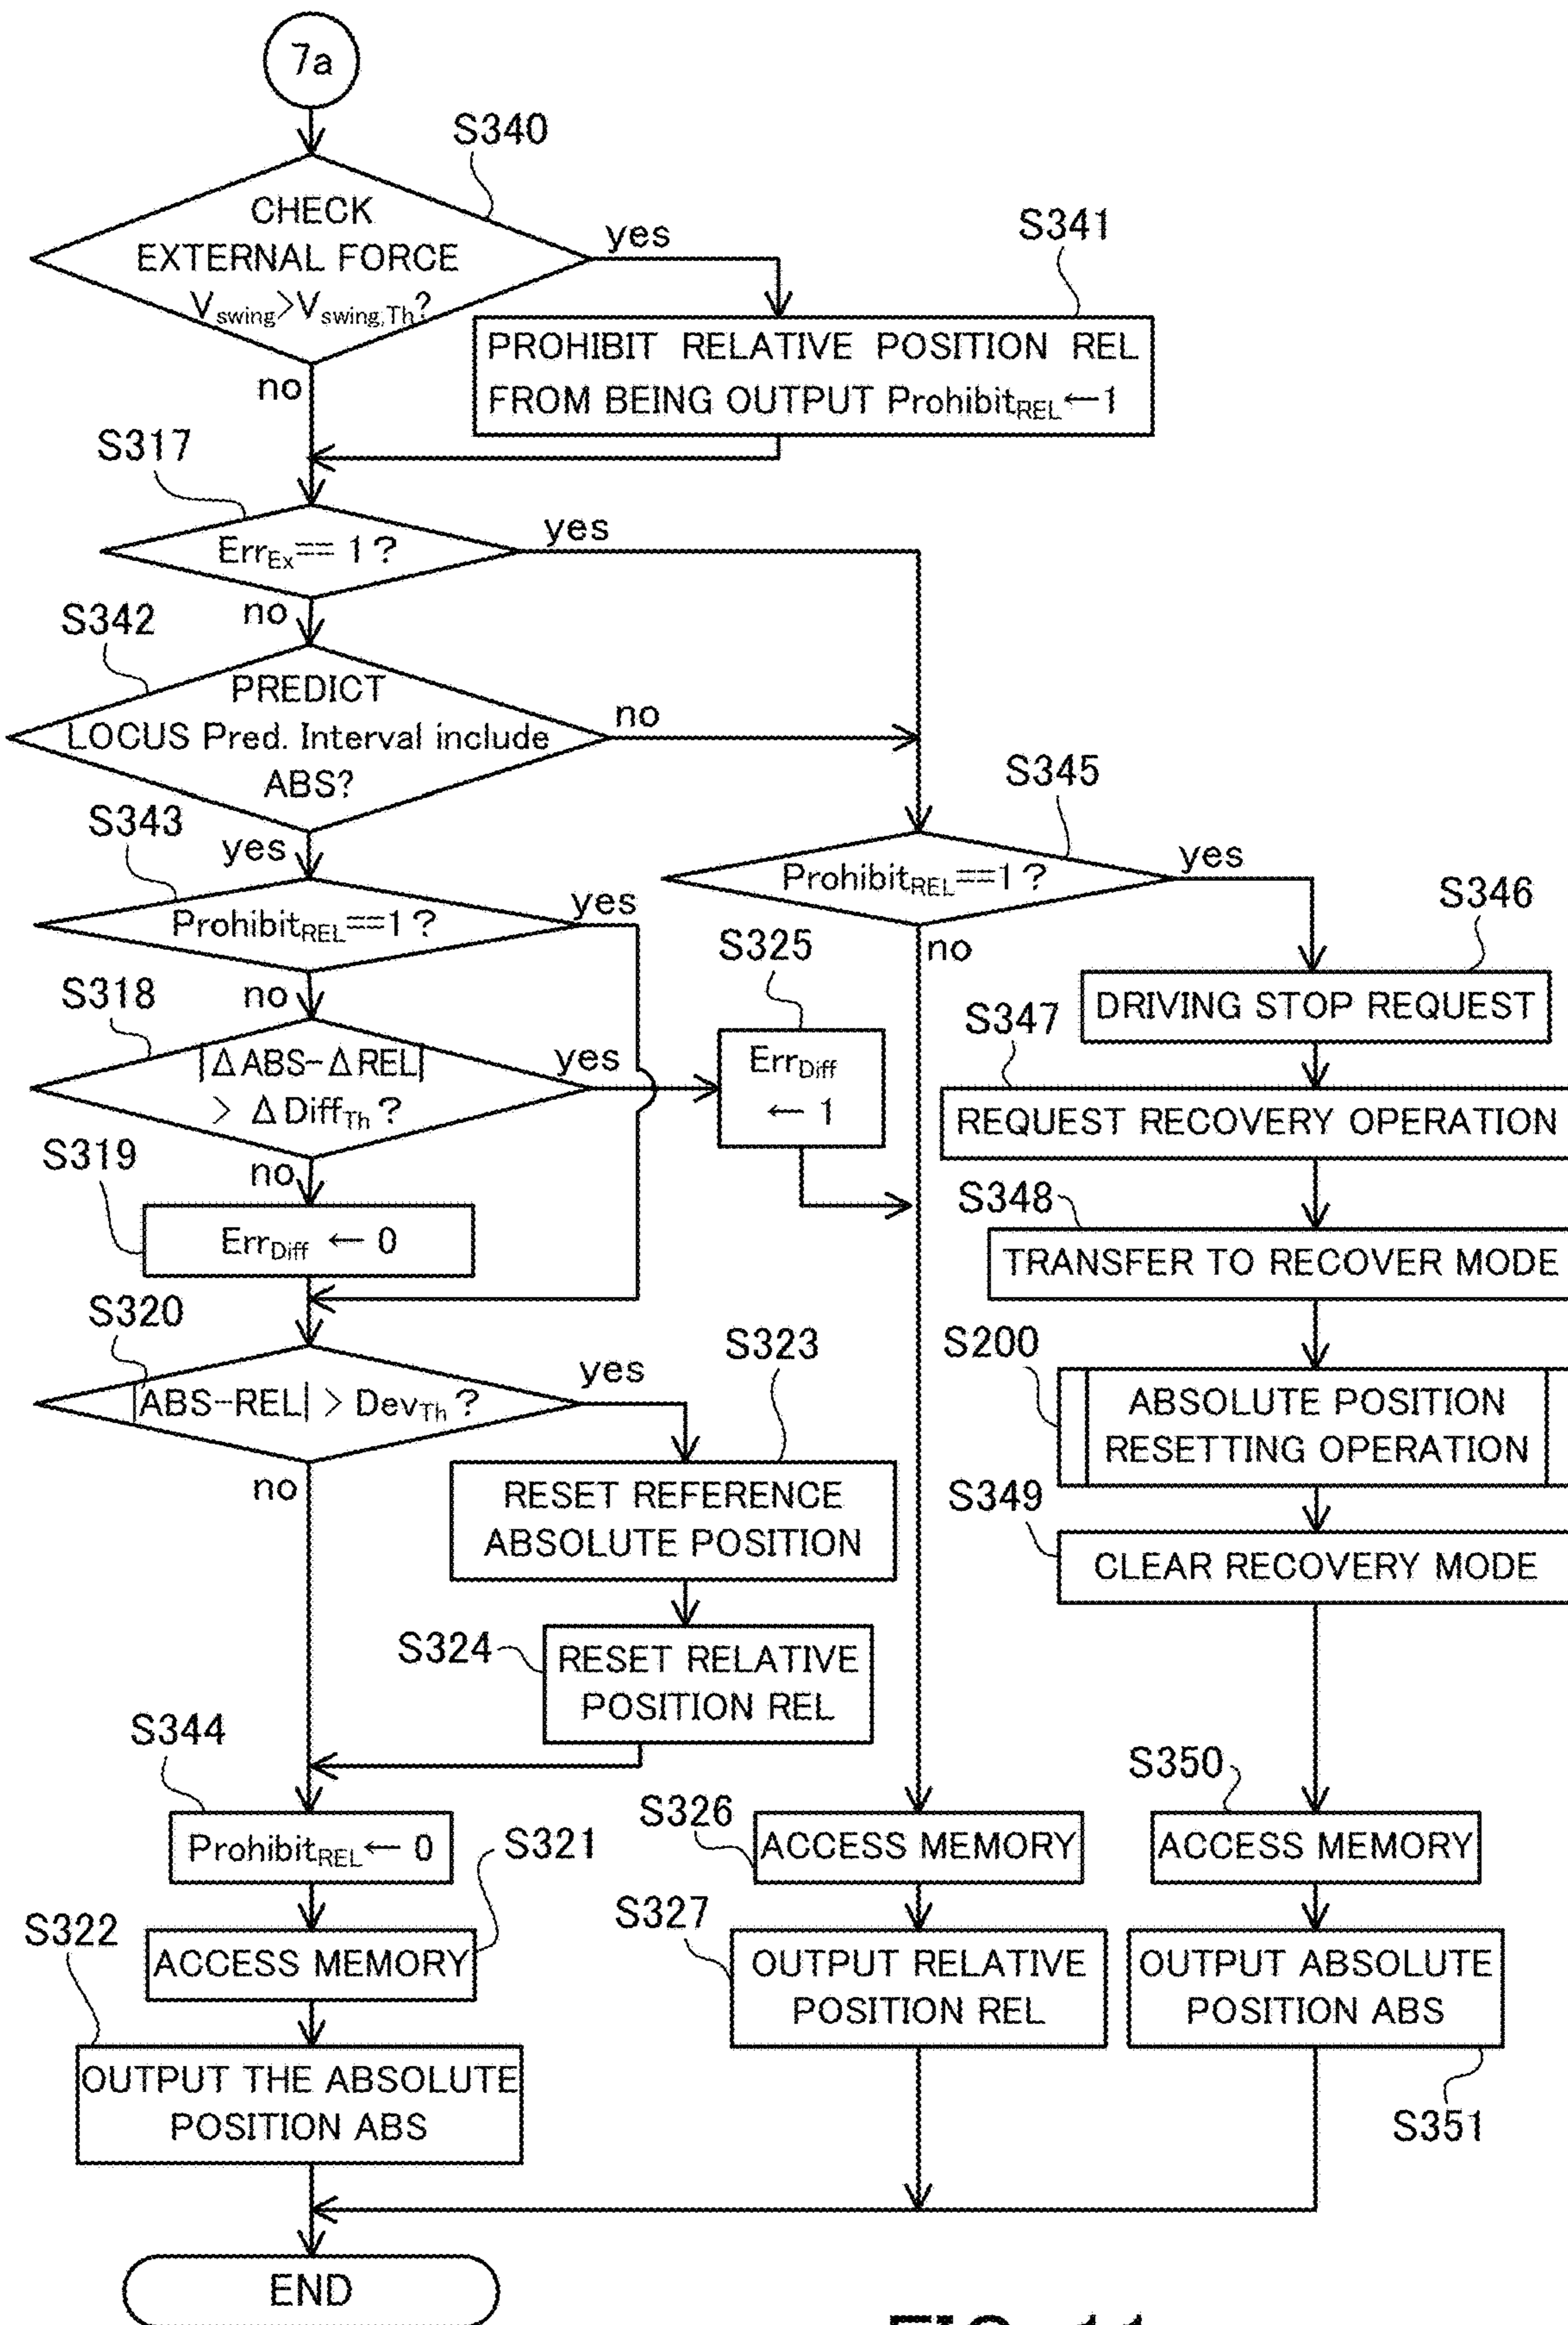 7a
S340
CHECK
EXTERNAL FORCE
Vswing>Vswing,Th?
yes
no
S341
PROHIBIT RELATIVE POSITION REL
FROM BEING OUTPUT ProhibitREL←1
S317
ErrEx== 1?
yes
no
S342
PREDICT
LOCUS Pred. Interval include
ABS?
no
yes
S343
ProhibitREL==1?
yes
no
S345
ProhibitREL==1?
yes
no
S346
DRIVING STOP REQUEST
S318
|ΔABS-ΔREL|
> ΔDiffTh?
yes
no
S325
ErrDiff
← 1
S347
REQUEST RECOVERY OPERATION
S319
ErrDiff ← 0
S348
TRANSFER TO RECOVER MODE
S320
|ABS-REL| > DevTh?
yes
no
S323
RESET REFERENCE
ABSOLUTE POSITION
S200
ABSOLUTE POSITION
RESETTING OPERATION
S349
CLEAR RECOVERY MODE
S324
RESET RELATIVE
POSITION REL
S344
ProhibitREL← 0
S326
ACCESS MEMORY
S350
ACCESS MEMORY
S321
ACCESS MEMORY
S327
OUTPUT RELATIVE
POSITION REL
OUTPUT ABSOLUTE
POSITION ABS
S351
S322
OUTPUT THE ABSOLUTE
POSITION ABS
END